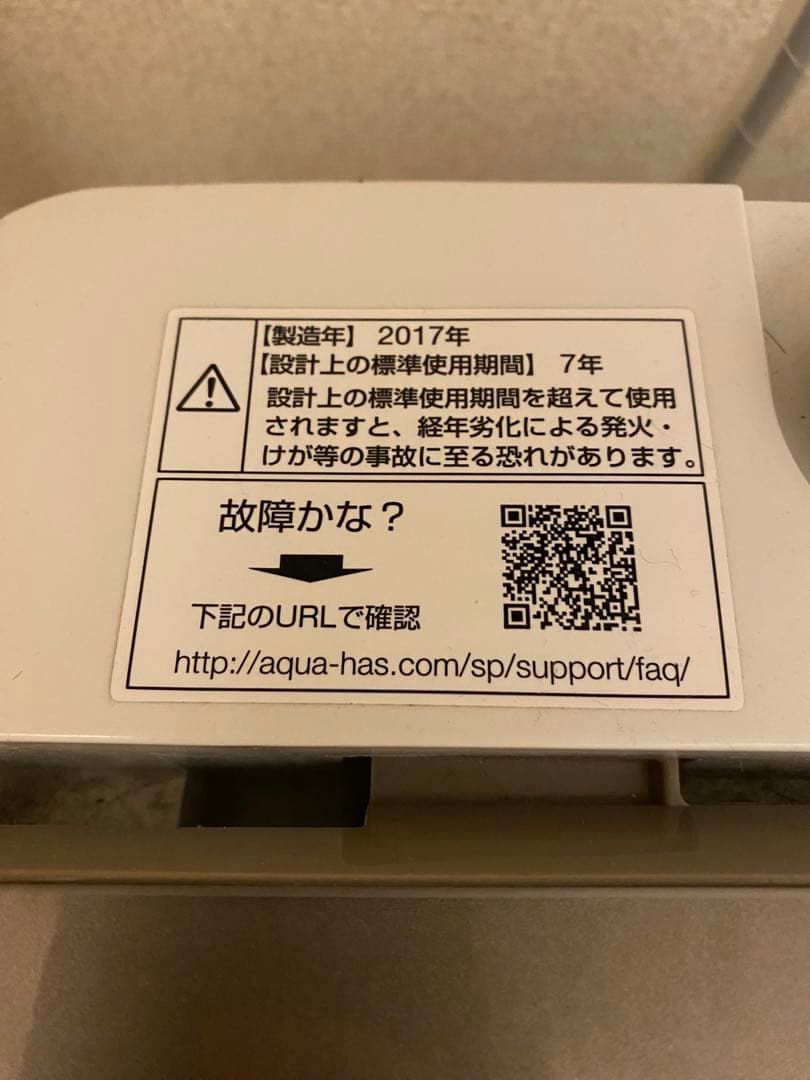 【製造年】 2017年
【設計上の標準使用期間】 7年
設計上の標準使用期間を超えて使用
されますと、経年劣化による発火・
けが等の事故に至る恐れがあります。
故障かな？
下記のURLで確認
http://aqua-has.com/sp/support/faq/